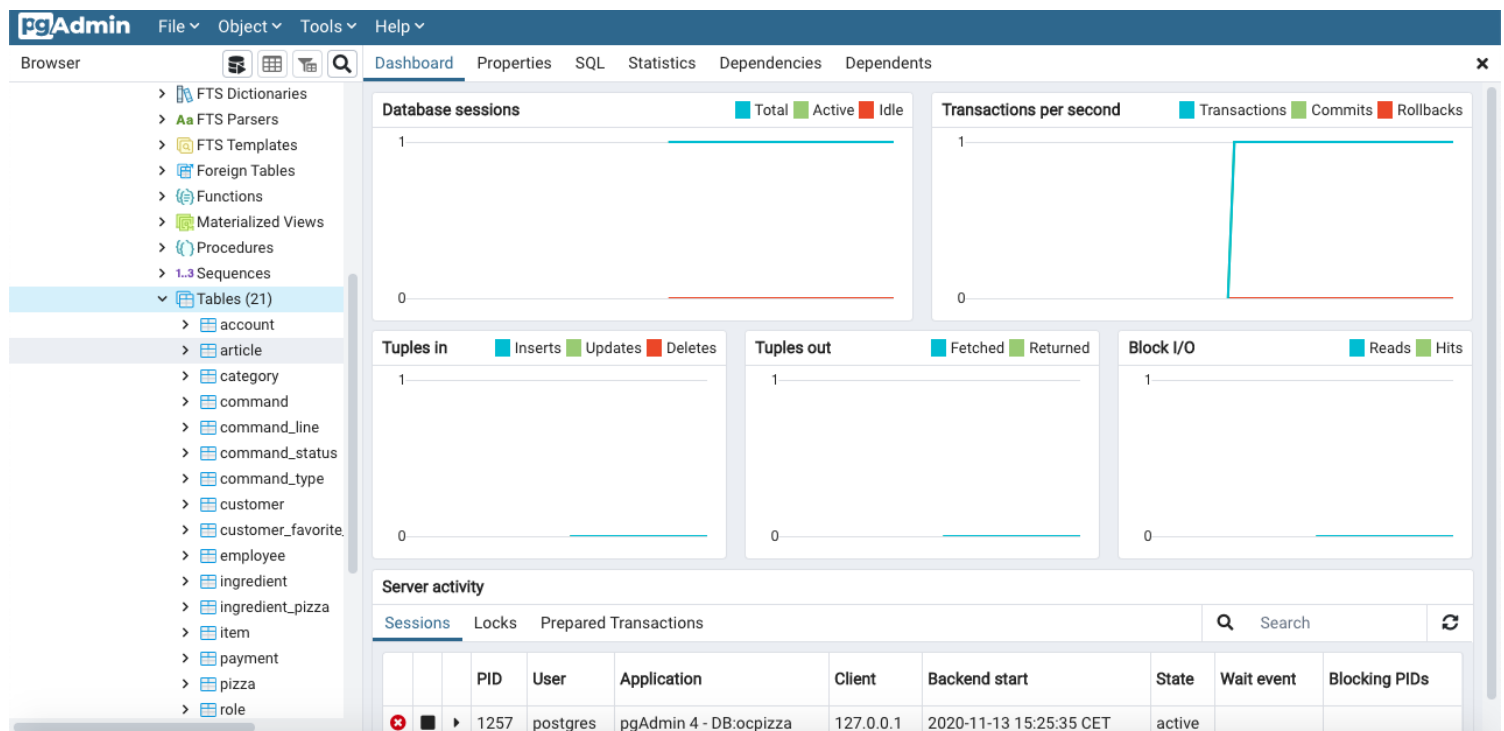 pgAdmin File Object Tools Help
Browser
Dashboard Properties SQL Statistics Dependencies Dependents
FTS Dictionaries
Aa FTS Parsers
FTS Templates
Foreign Tables
Functions
Materialized Views
Procedures
1..3 Sequences
Tables (21)
account
article
category
command
command_line
command_status
command_type
customer
customer_favorite_
employee
ingredient
ingredient_pizza
item
payment
pizza
role
Database sessions Total Active Idle
1
0
Transactions per second Transactions Commits Rollbacks
1
0
Tuples in Inserts Updates Deletes
1
0
Tuples out Fetched Returned
1
0
Block I/O Reads Hits
1
0
Server activity
Sessions Locks Prepared Transactions Search
PID User Application Client Backend start State Wait event Blocking PIDs
1257 postgres pgAdmin 4 - DB:ocpizza 127.0.0.1 2020-11-13 15:25:35 CET active